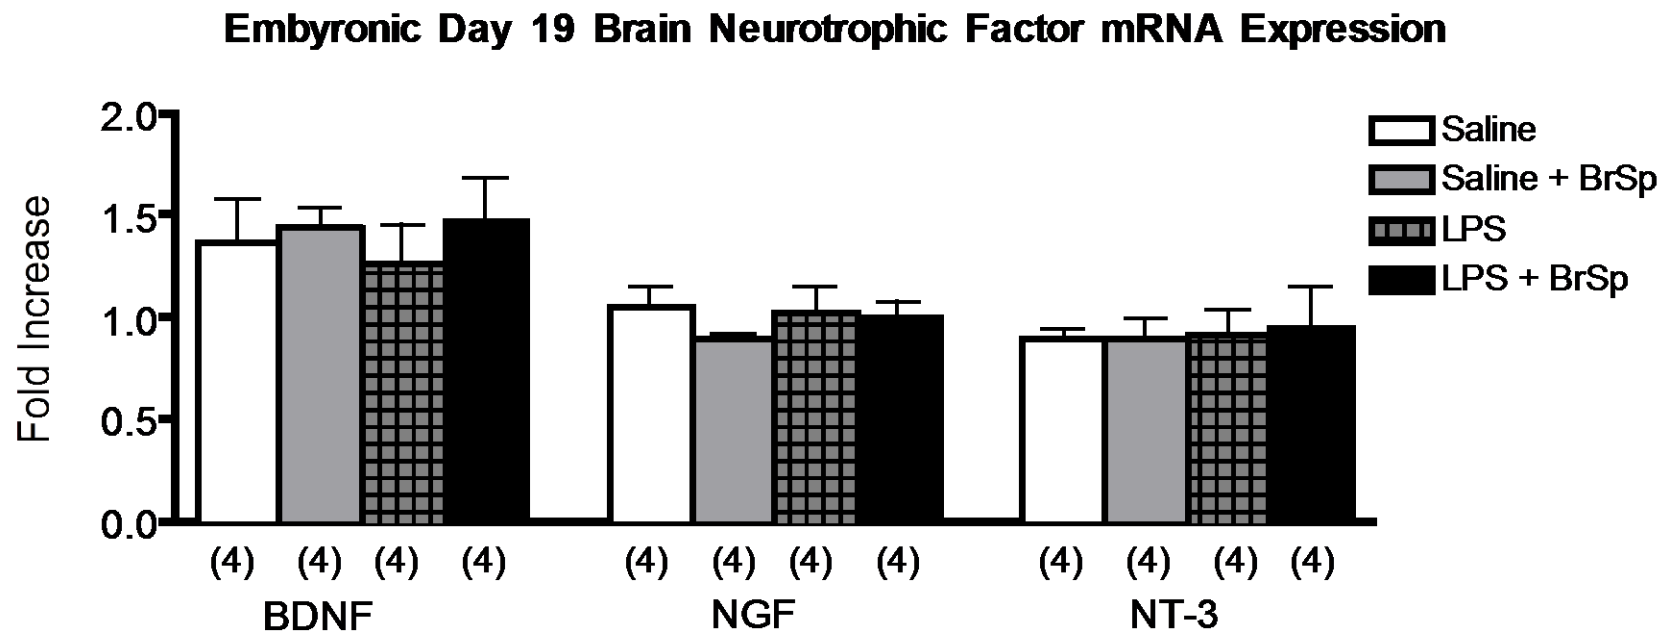 Embyronic Day 19 Brain Neurotrophic Factor mRNA Expression
Fold Increase
2.0
1.5
1.0
0.5
0.0
Saline
Saline + BrSp
LPS
LPS + BrSp
(4) (4) (4) (4) (4) (4) (4) (4) (4) (4) (4) (4)
BDNF NGF NT-3